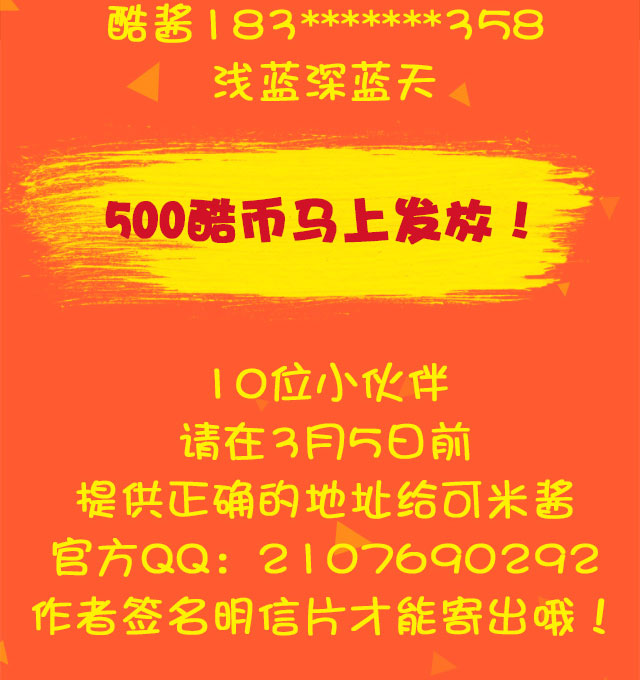 酷酱183*******358
浅蓝深蓝天
500酷币马上发放！
10位小伙伴
请在3月5日前
提供正确的地址给可米酱
官方QQ：2107690292
作者签名明信片才能寄出哦！